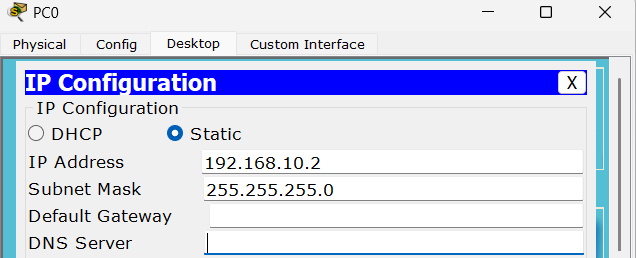 PC0
Physical Config Desktop Custom Interface
IP Configuration X
IP Configuration
DHCP Static
IP Address 192.168.10.2
Subnet Mask 255.255.255.0
Default Gateway
DNS Server